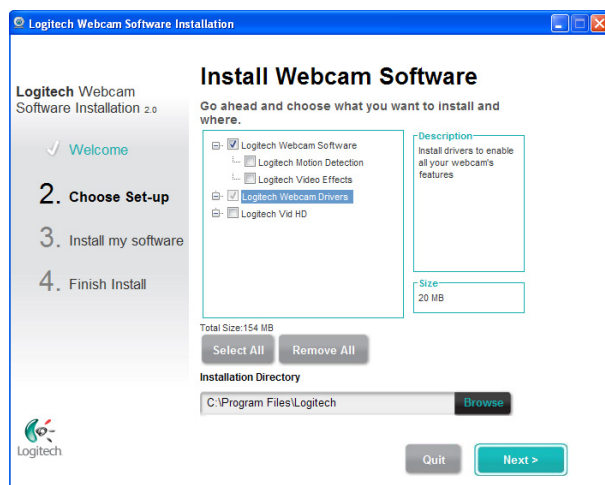 Logitech Webcam Software Installation
Logitech Webcam
Software Installation 2.0
Welcome
2. Choose Set-up
3. Install my software
4. Finish Install
Logitech
Install Webcam Software
Go ahead and choose what you want to install and
where.
Logitech Webcam Software
Logitech Motion Detection
Logitech Video Effects
Logitech Webcam Drivers
Logitech Vid HD
Description
Install drivers to enable
all your webcam's
features
Size
20 MB
Total Size:154 MB
Select All
Remove All
Installation Directory
C:\Program Files\Logitech
Browse
Quit
Next >